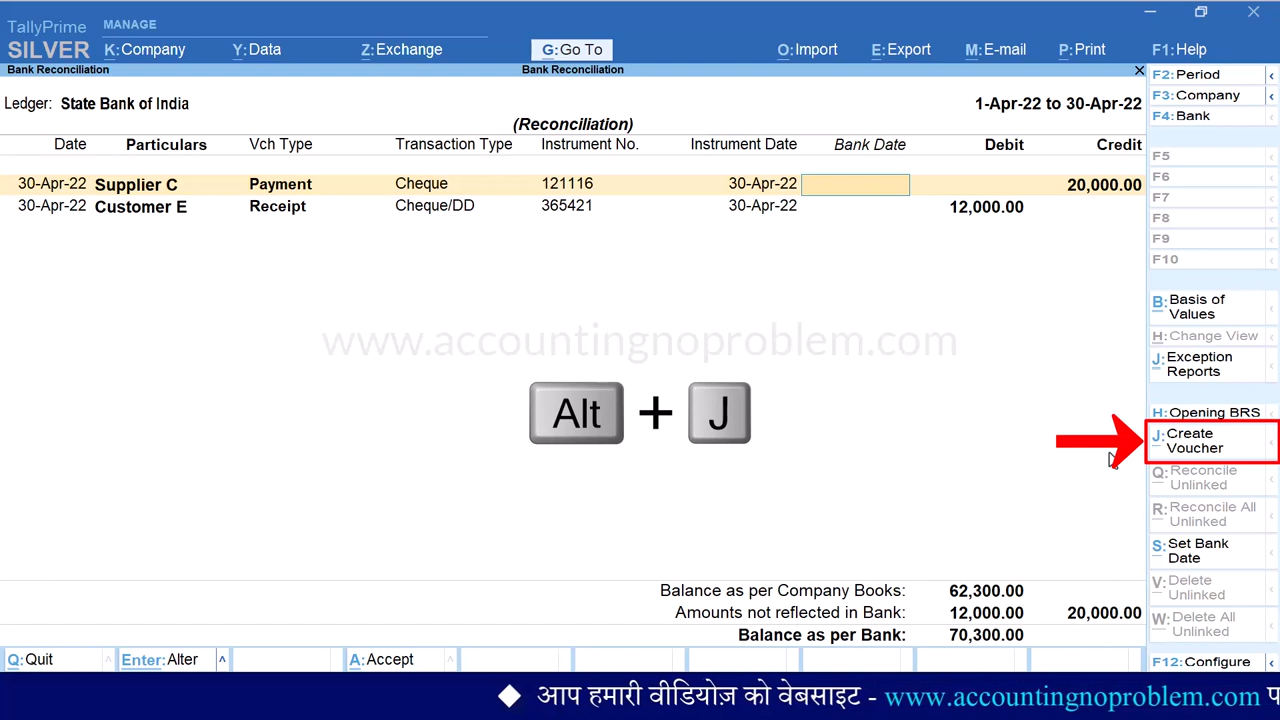 TallyPrime MANAGE
SILVER K:Company Y:Data Z:Exchange G:Go To O:Import E:Export M:E-mail P:Print F1:Help
Bank Reconciliation Bank Reconciliation
Ledger: State Bank of India 1-Apr-22 to 30-Apr-22
(Reconciliation)
Date Particulars Vch Type Transaction Type Instrument No. Instrument Date Bank Date Debit Credit
30-Apr-22 Supplier C Payment Cheque 121116 30-Apr-22 20,000.00
30-Apr-22 Customer E Receipt Cheque/DD 365421 30-Apr-22 12,000.00
www.accountingnoproblem.com
Alt + J
Balance as per Company Books: 62,300.00
Amounts not reflected in Bank: 12,000.00 20,000.00
Balance as per Bank: 70,300.00
F2: Period
F3: Company
F4: Bank
F5
F6
F7
F8
F9
F10
B: Basis of
Values
H: Change View
J: Exception
Reports
H: Opening BRS
J: Create
Voucher
Q: Reconcile
Unlinked
R: Reconcile All
Unlinked
S: Set Bank
Date
V: Delete
Unlinked
W: Delete All
Unlinked
F12: Configure
Q: Quit Enter: Alter A: Accept
◆ आप हमारी वीडियोज़ को वेबसाइट - www.accountingnoproblem.com प